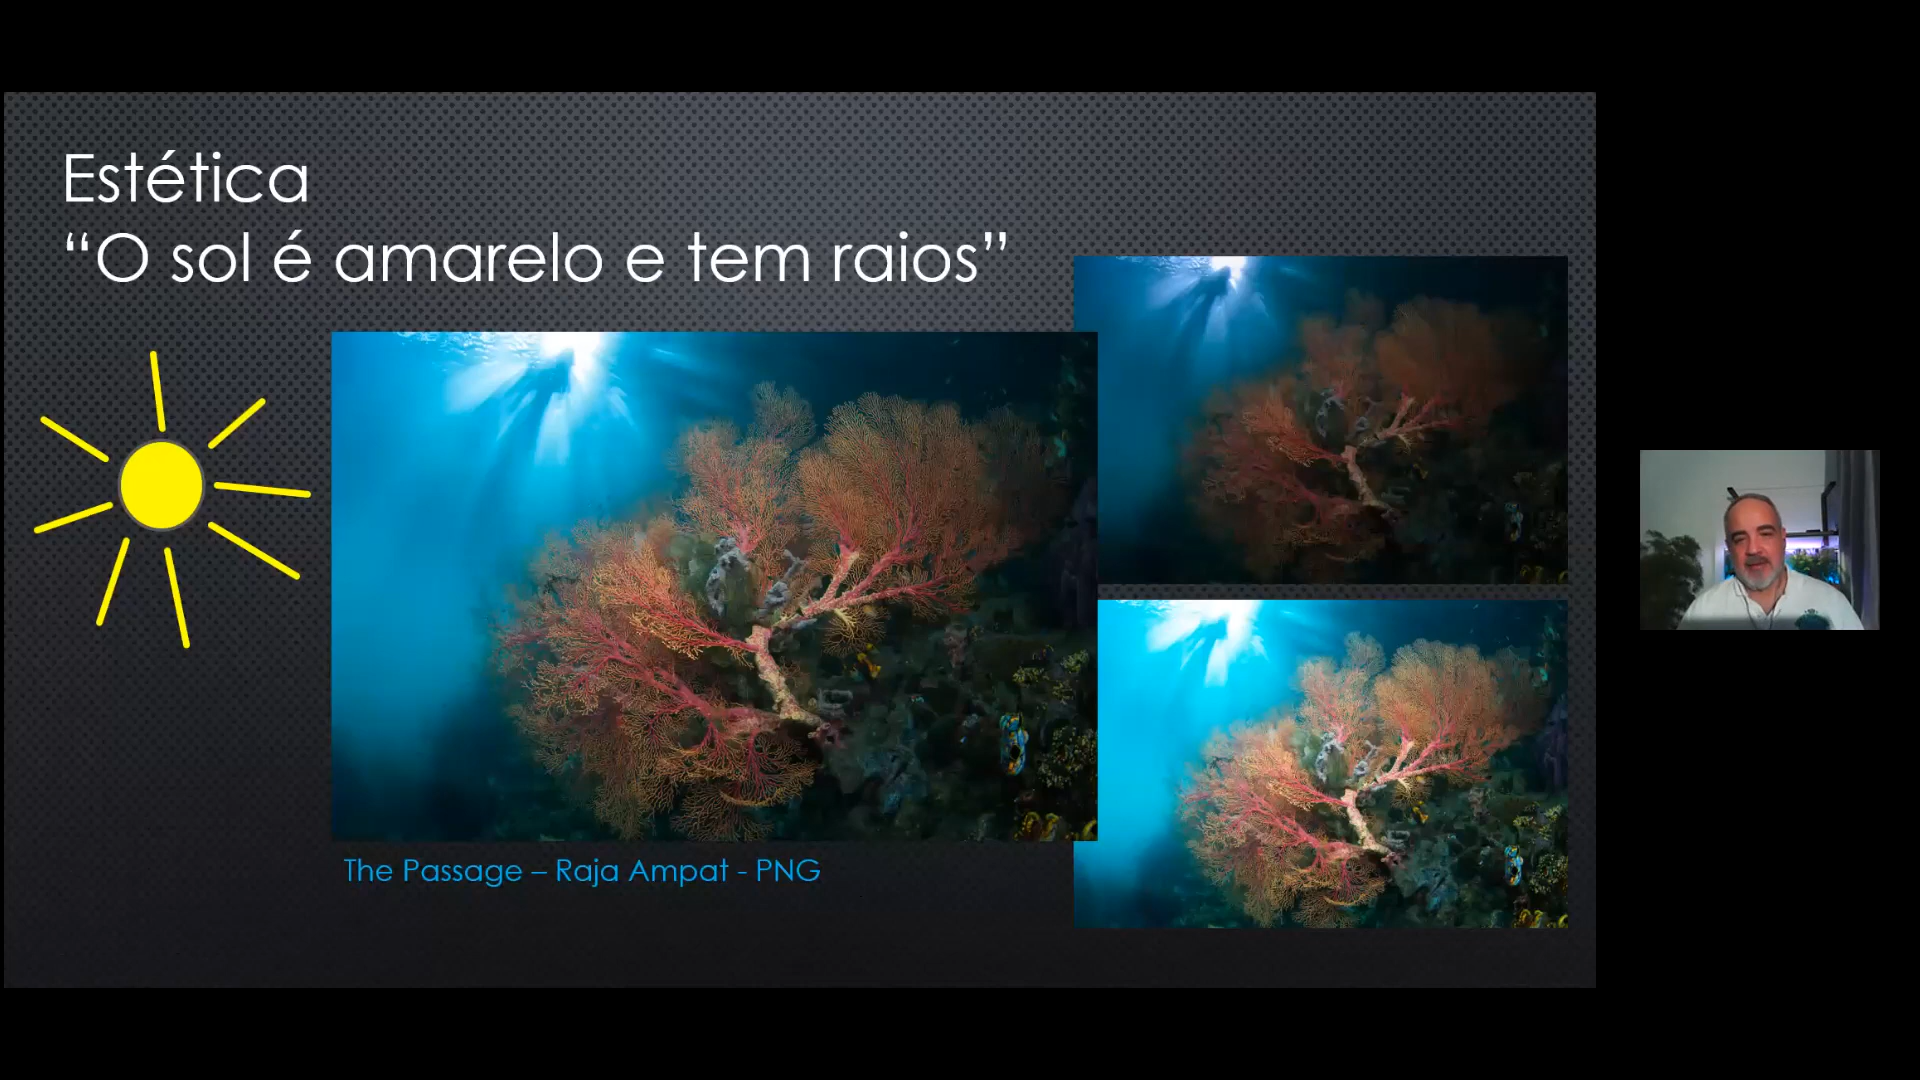 Estética
“O sol é amarelo e tem raios”
The Passage – Raja Ampat - PNG